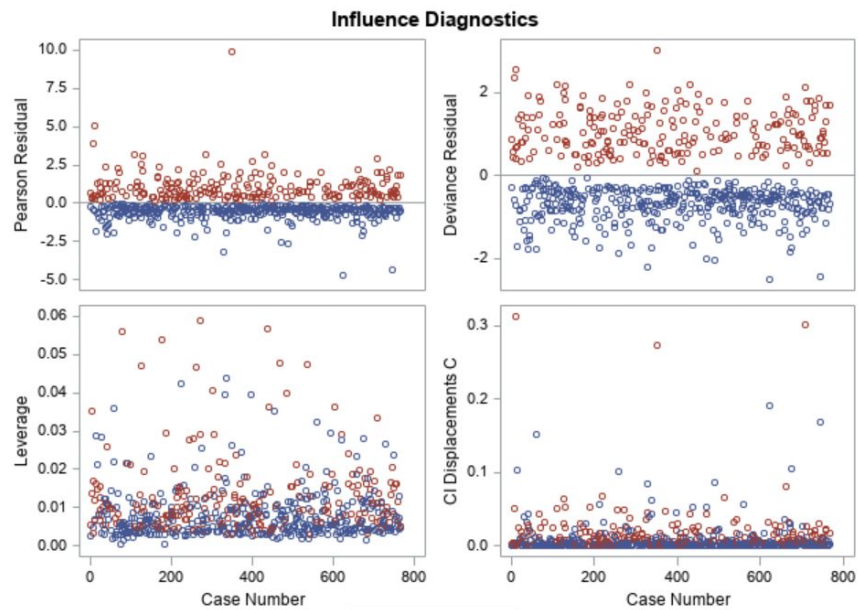 Influence Diagnostics
Pearson Residual
10.0
7.5
5.0
2.5
0.0
-2.5
-5.0
Deviance Residual
2
0
-2
Leverage
0.06
0.05
0.04
0.03
0.02
0.01
0.00
0 200 400 600 800
Case Number
CI Displacements C
0.3
0.2
0.1
0.0
0 200 400 600 800
Case Number